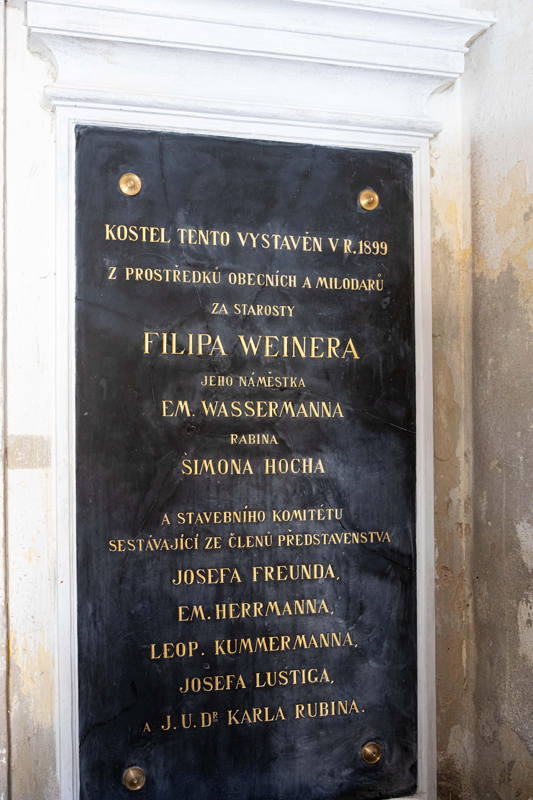 KOSTEL TENTO VYSTAVĚN V R. 1899
Z PROSTŘEDKŮ OBECNÍCH A MILODARŮ
ZA STAROSTY
FILIPA WEINERA
JEHO NÁMĚSTKA
EM. WASSERMANNA
RABINA
ŠIMONA HOCHA
A STAVEBNÍHO KOMITÉTU
SESTÁVAJÍCÍ ZE ČLENŮ PŘEDSTAVENSTVA
JOSEFA FREUNDA,
EM. HERRMANNA,
LEOP. KUMMERMANNA,
JOSEFA LUSTIGA,
A J. U. DR KARLA RUBINA.